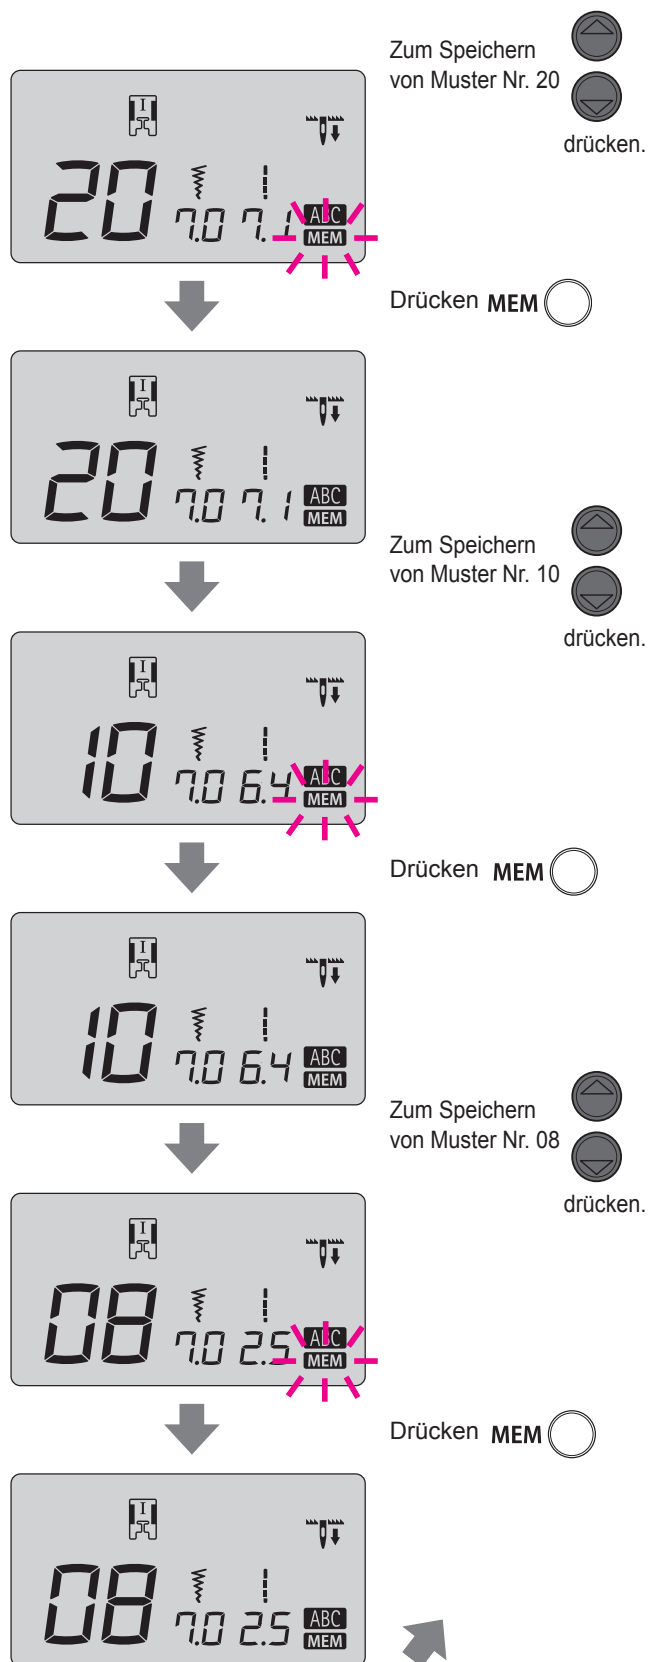 Zum Speichern
von Muster Nr. 20
drücken.
I
20 7.0 7.1 ABC
MEM
Drücken MEM
I
20 7.0 7.1 ABC
MEM
Zum Speichern
von Muster Nr. 10
drücken.
I
10 7.0 6.4 ABC
MEM
Drücken MEM
I
10 7.0 6.4 ABC
MEM
Zum Speichern
von Muster Nr. 08
drücken.
I
08 7.0 2.5 ABC
MEM
Drücken MEM
I
08 7.0 2.5 ABC
MEM